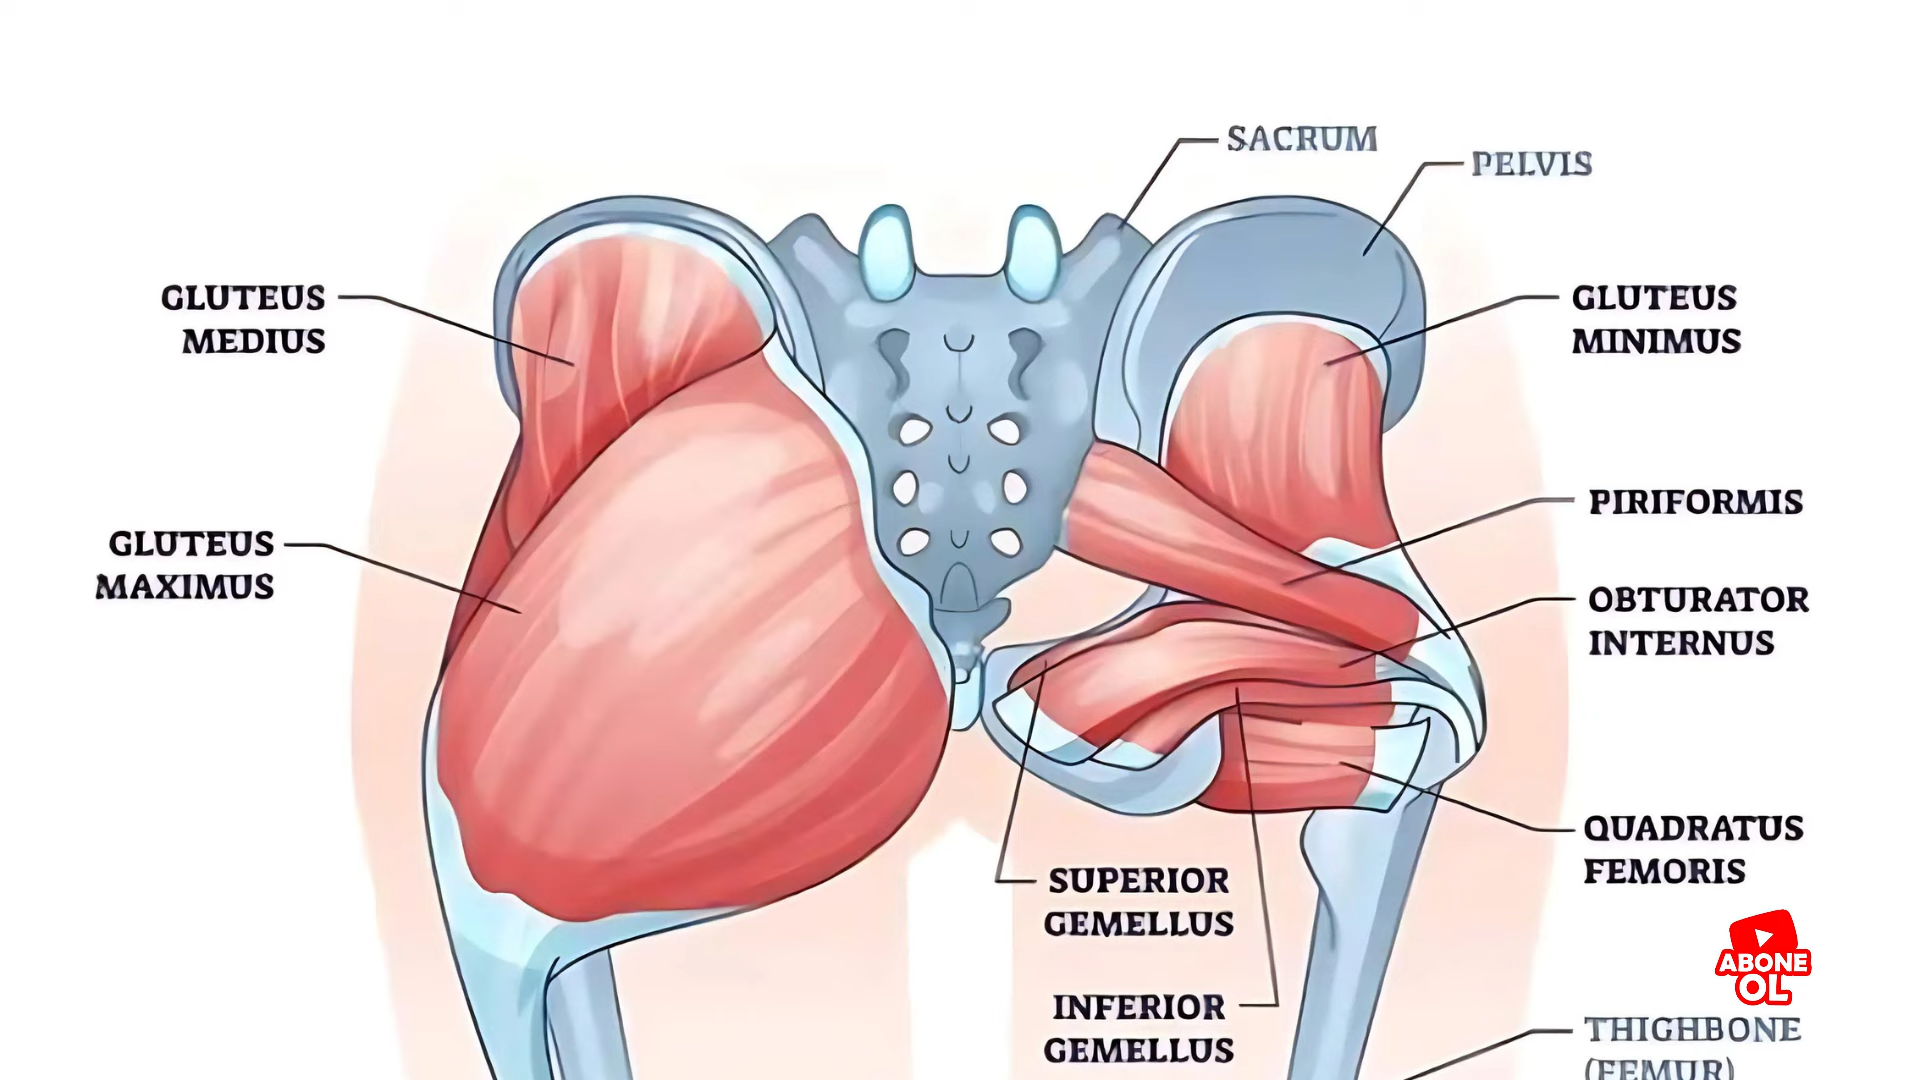 SACRUM
PELVIS
GLUTEUS
MEDIUS
GLUTEUS
MINIMUS
GLUTEUS
MAXIMUS
PIRIFORMIS
OBTURATOR
INTERNUS
QUADRATUS
FEMORIS
SUPERIOR
GEMELLUS
INFERIOR
GEMELLUS
ABONE
OL
THIGHBONE
(FEMUR)